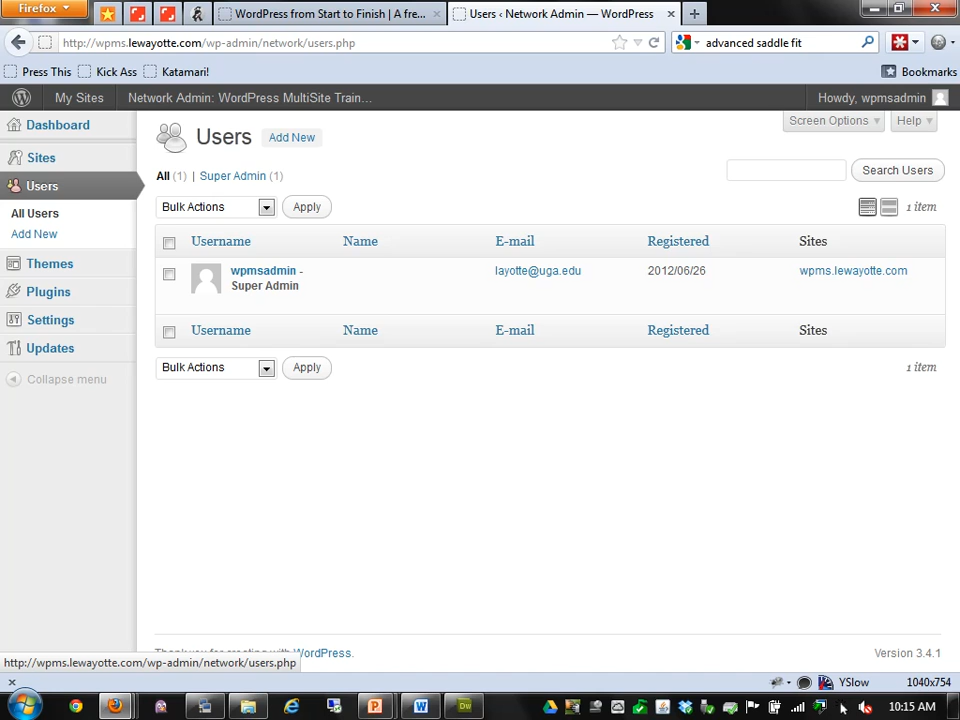 Firefox
WordPress from Start to Finish | A fre...
Users ‹ Network Admin — WordPress
http://wpms.lewayotte.com/wp-admin/network/users.php
advanced saddle fit
Press This
Kick Ass
Katamari!
Bookmarks
My Sites
Network Admin: WordPress MultiSite Train...
Howdy, wpmsadmin
Dashboard
Sites
Users
All Users
Add New
Themes
Plugins
Settings
Updates
Collapse menu
Screen Options
Help
Users
Add New
All (1) | Super Admin (1)
Search Users
Bulk Actions
Apply
1 item
Username Name E-mail Registered Sites
wpmsadmin - layotte@uga.edu 2012/06/26 wpms.lewayotte.com
Super Admin
Username Name E-mail Registered Sites
Bulk Actions
Apply
1 item
Thank you for creating with WordPress.
Version 3.4.1
http://wpms.lewayotte.com/wp-admin/network/users.php
YSlow
1040x754
10:15 AM